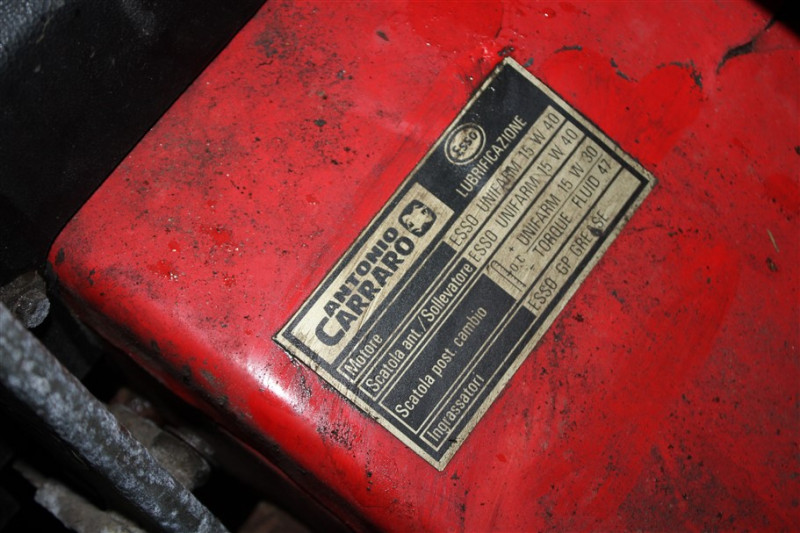 ANTONIO
CARRARO
Esso
LUBRIFICAZIONE
Motore ESSO UNIFARM 15 W 40
Scatola ant./Sollevatore ESSO UNIFARM 15 W 40
Scatola post. cambio 0°C + UNIFARM 15 W 30
- TORQUE FLUID 47
Ingrassatori ESSO GP GREASE